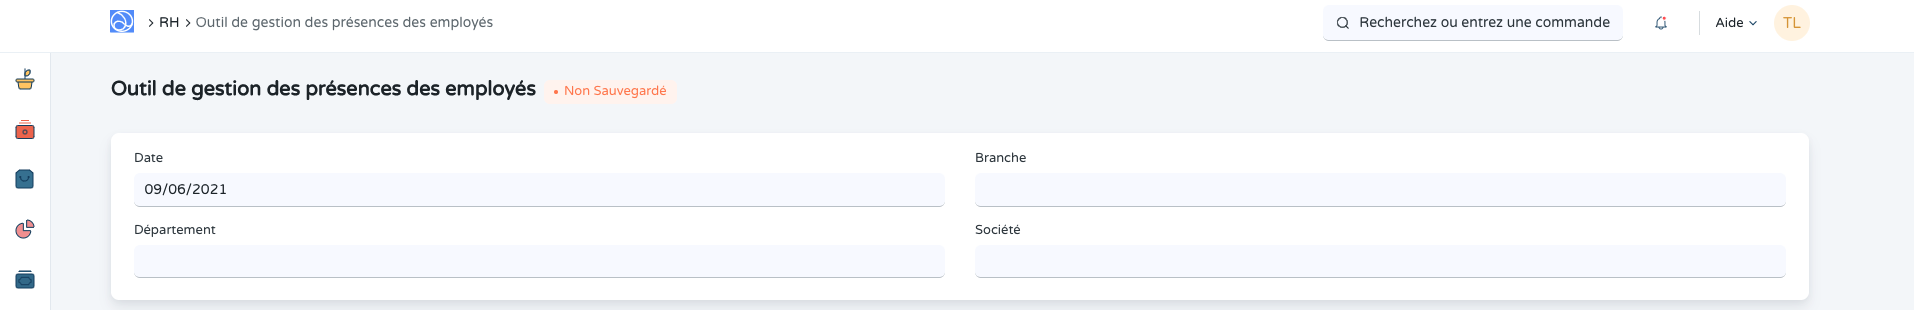 RH Outil de gestion des présences des employés
Recherchez ou entrez une commande
Aide
TL
Outil de gestion des présences des employés
Non Sauvegardé
Date
Branche
09/06/2021
Département
Société